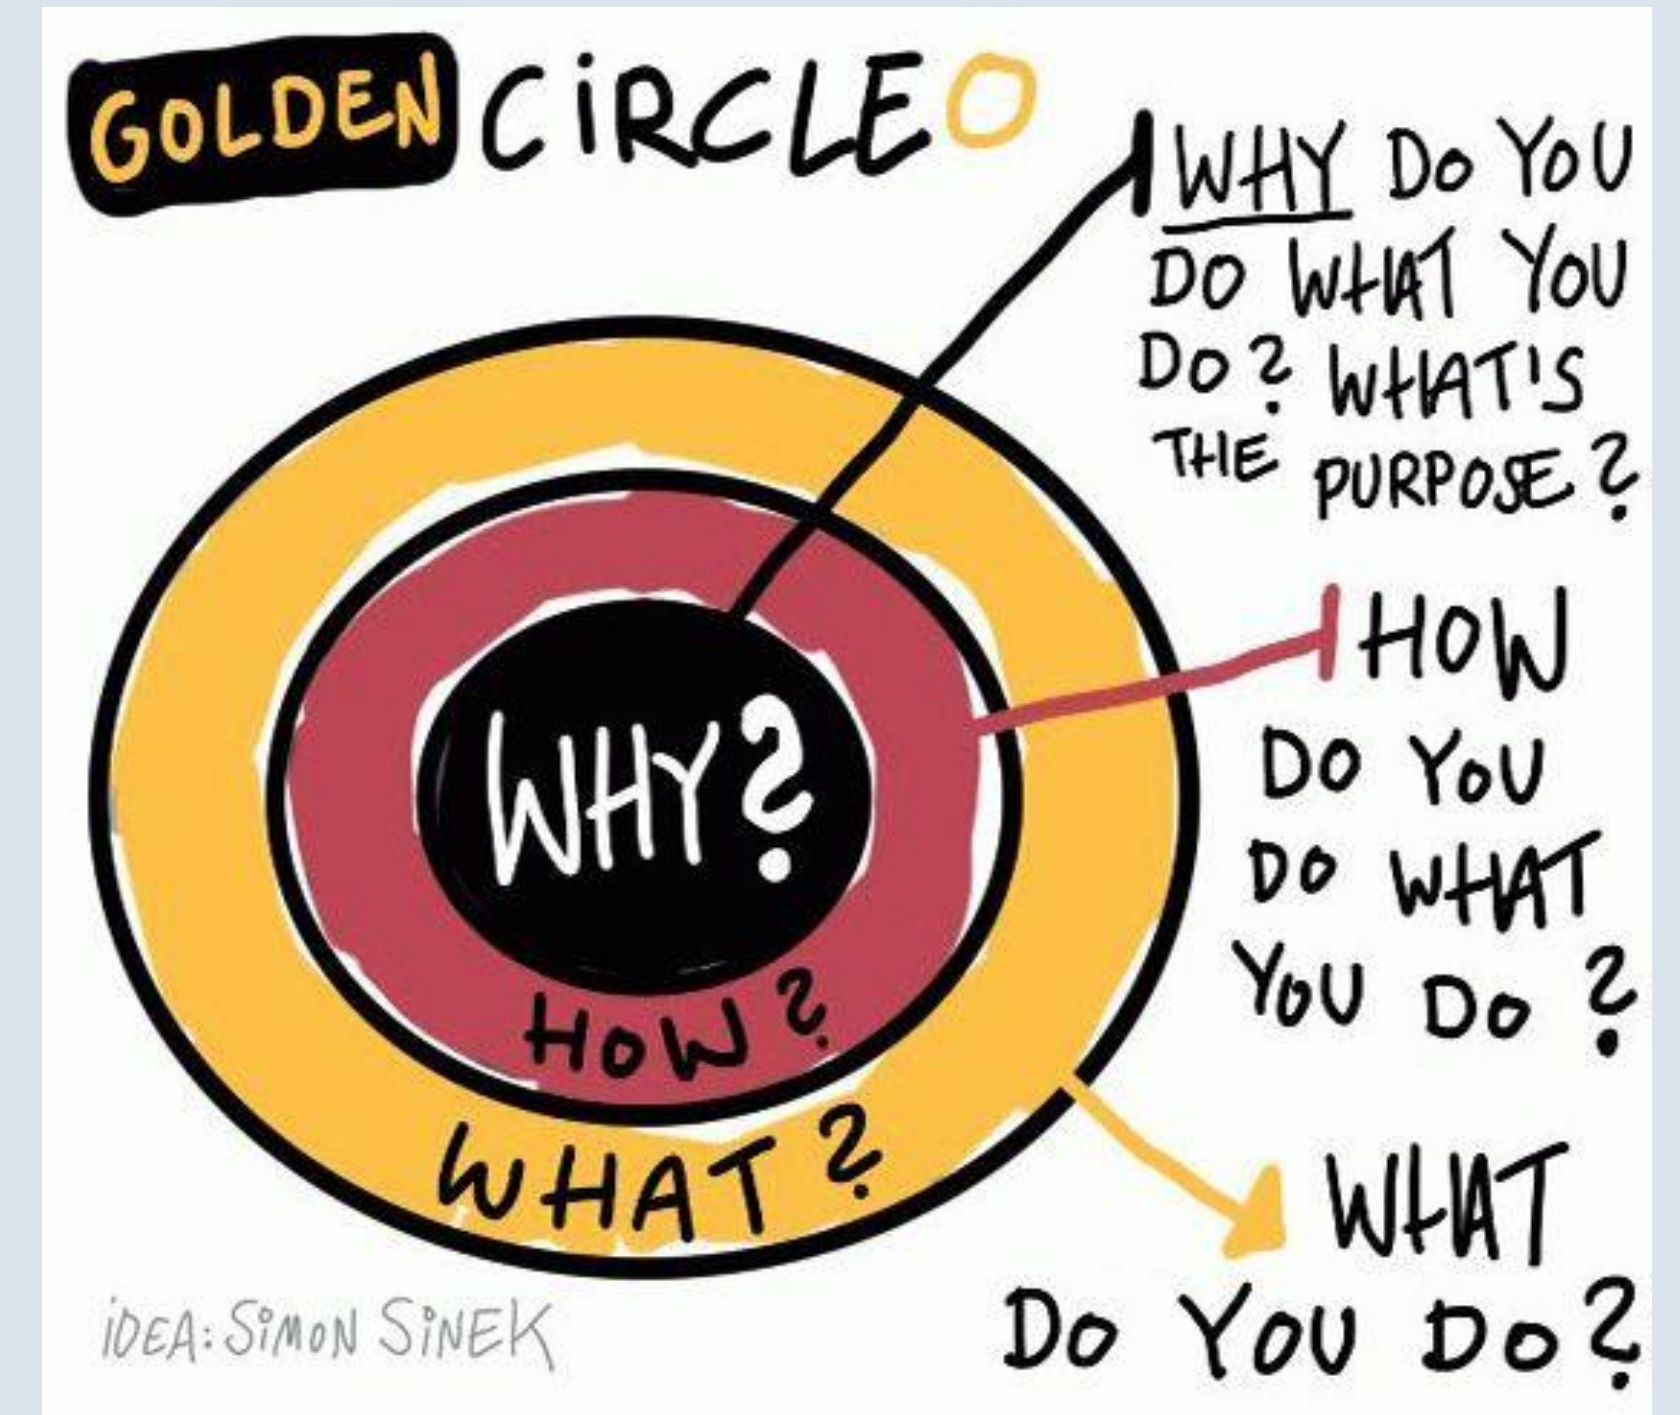 GOLDEN CiRCLE
WHY DO YOU
DO WHAT YOU
DO? WHAT'S
THE PURPOSE?
WHY?
HOW
DO YOU
DO WHAT
YOU DO?
HOW?
WHAT?
WHAT
DO YOU DO?
iDEA: SiMON SiNEK